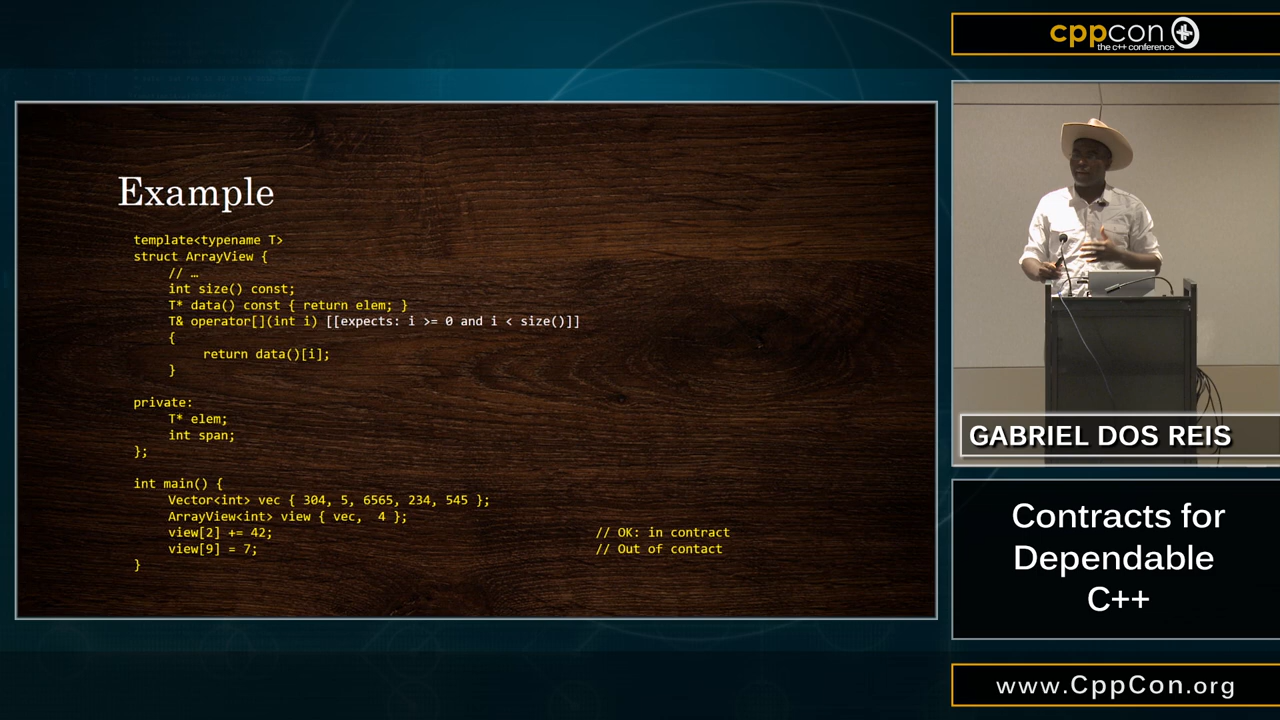 Example
template<typename T>
struct ArrayView {
// …
int size() const;
T* data() const { return elem; }
T& operator[](int i) [[expects: i >= 0 and i < size()]]
{
return data()[i];
}
private:
T* elem;
int span;
};
int main() {
Vector<int> vec { 304, 5, 6565, 234, 545 };
ArrayView<int> view { vec, 4 };
view[2] += 42; // OK: in contract
view[9] = 7; // Out of contact
}
cppcon
the c++ conference
GABRIEL DOS REIS
Contracts for
Dependable
C++
www.CppCon.org